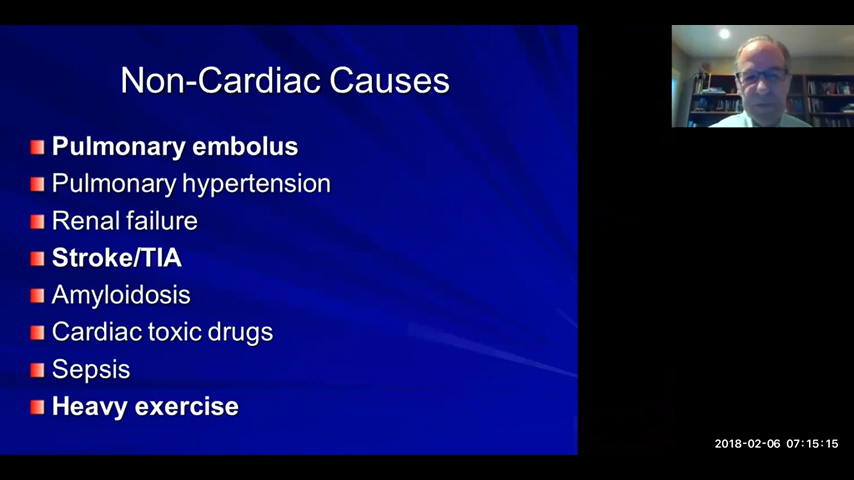 Non-Cardiac Causes
Pulmonary embolus
Pulmonary hypertension
Renal failure
Stroke/TIA
Amyloidosis
Cardiac toxic drugs
Sepsis
Heavy exercise
2018-02-06 07:15:15